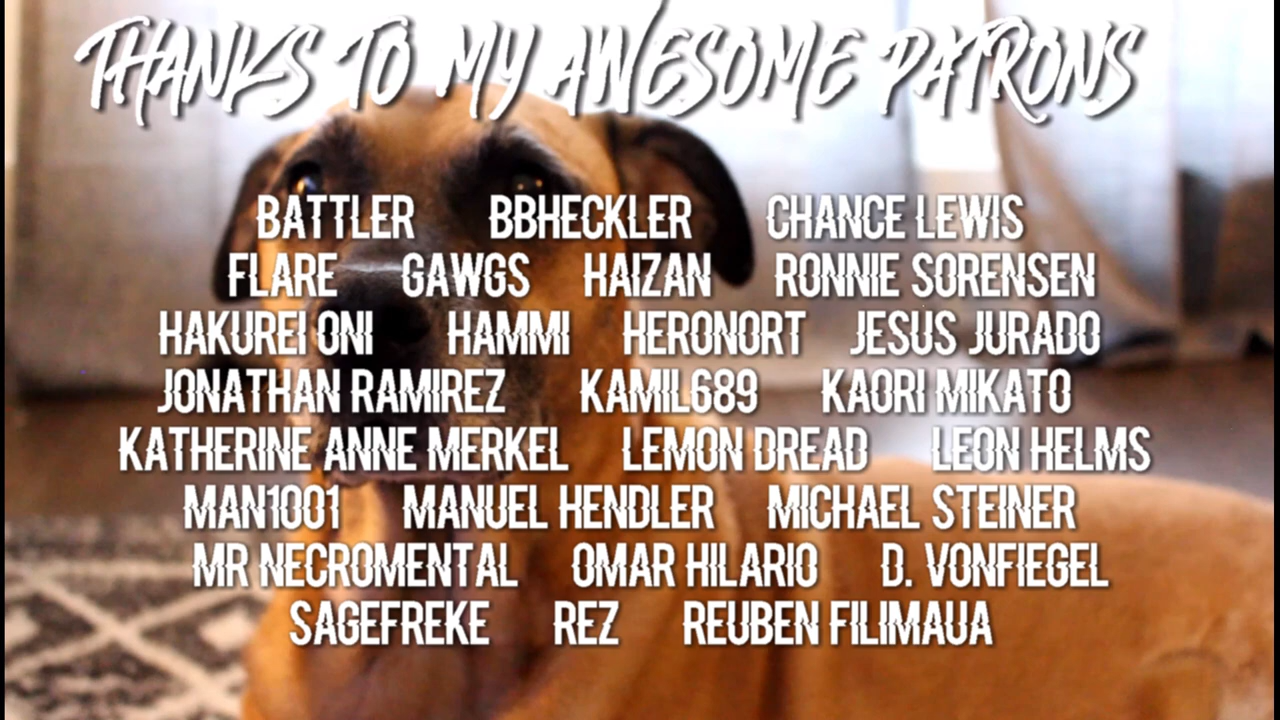 THANKS TO MY AWESOME PATRONS
BATTLER BBHECKLER CHANCE LEWIS
FLARE GAWGS HAIZAN RONNIE SORENSEN
HAKUREI ONI HAMMI HERONORT JESUS JURADO
JONATHAN RAMIREZ KAMIL689 KAORI MIKATO
KATHERINE ANNE MERKEL LEMON DREAD LEON HELMS
MAN1001 MANUEL HENDLER MICHAEL STEINER
MR NECROMENTAL OMAR HILARIO D. VONFIEGEL
SAGEFREKE REZ REUBEN FILIMAUA